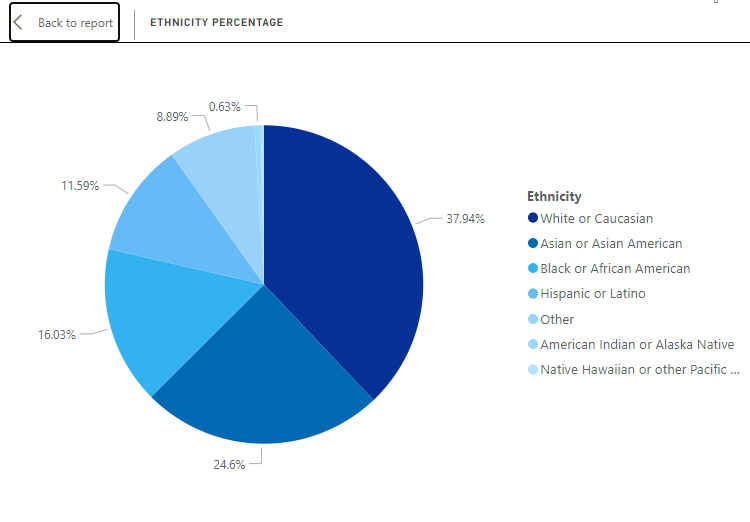 Back to report
ETHNICITY PERCENTAGE
0.63%
8.89%
11.59%
37.94%
16.03%
24.6%
Ethnicity
White or Caucasian
Asian or Asian American
Black or African American
Hispanic or Latino
Other
American Indian or Alaska Native
Native Hawaiian or other Pacific ...